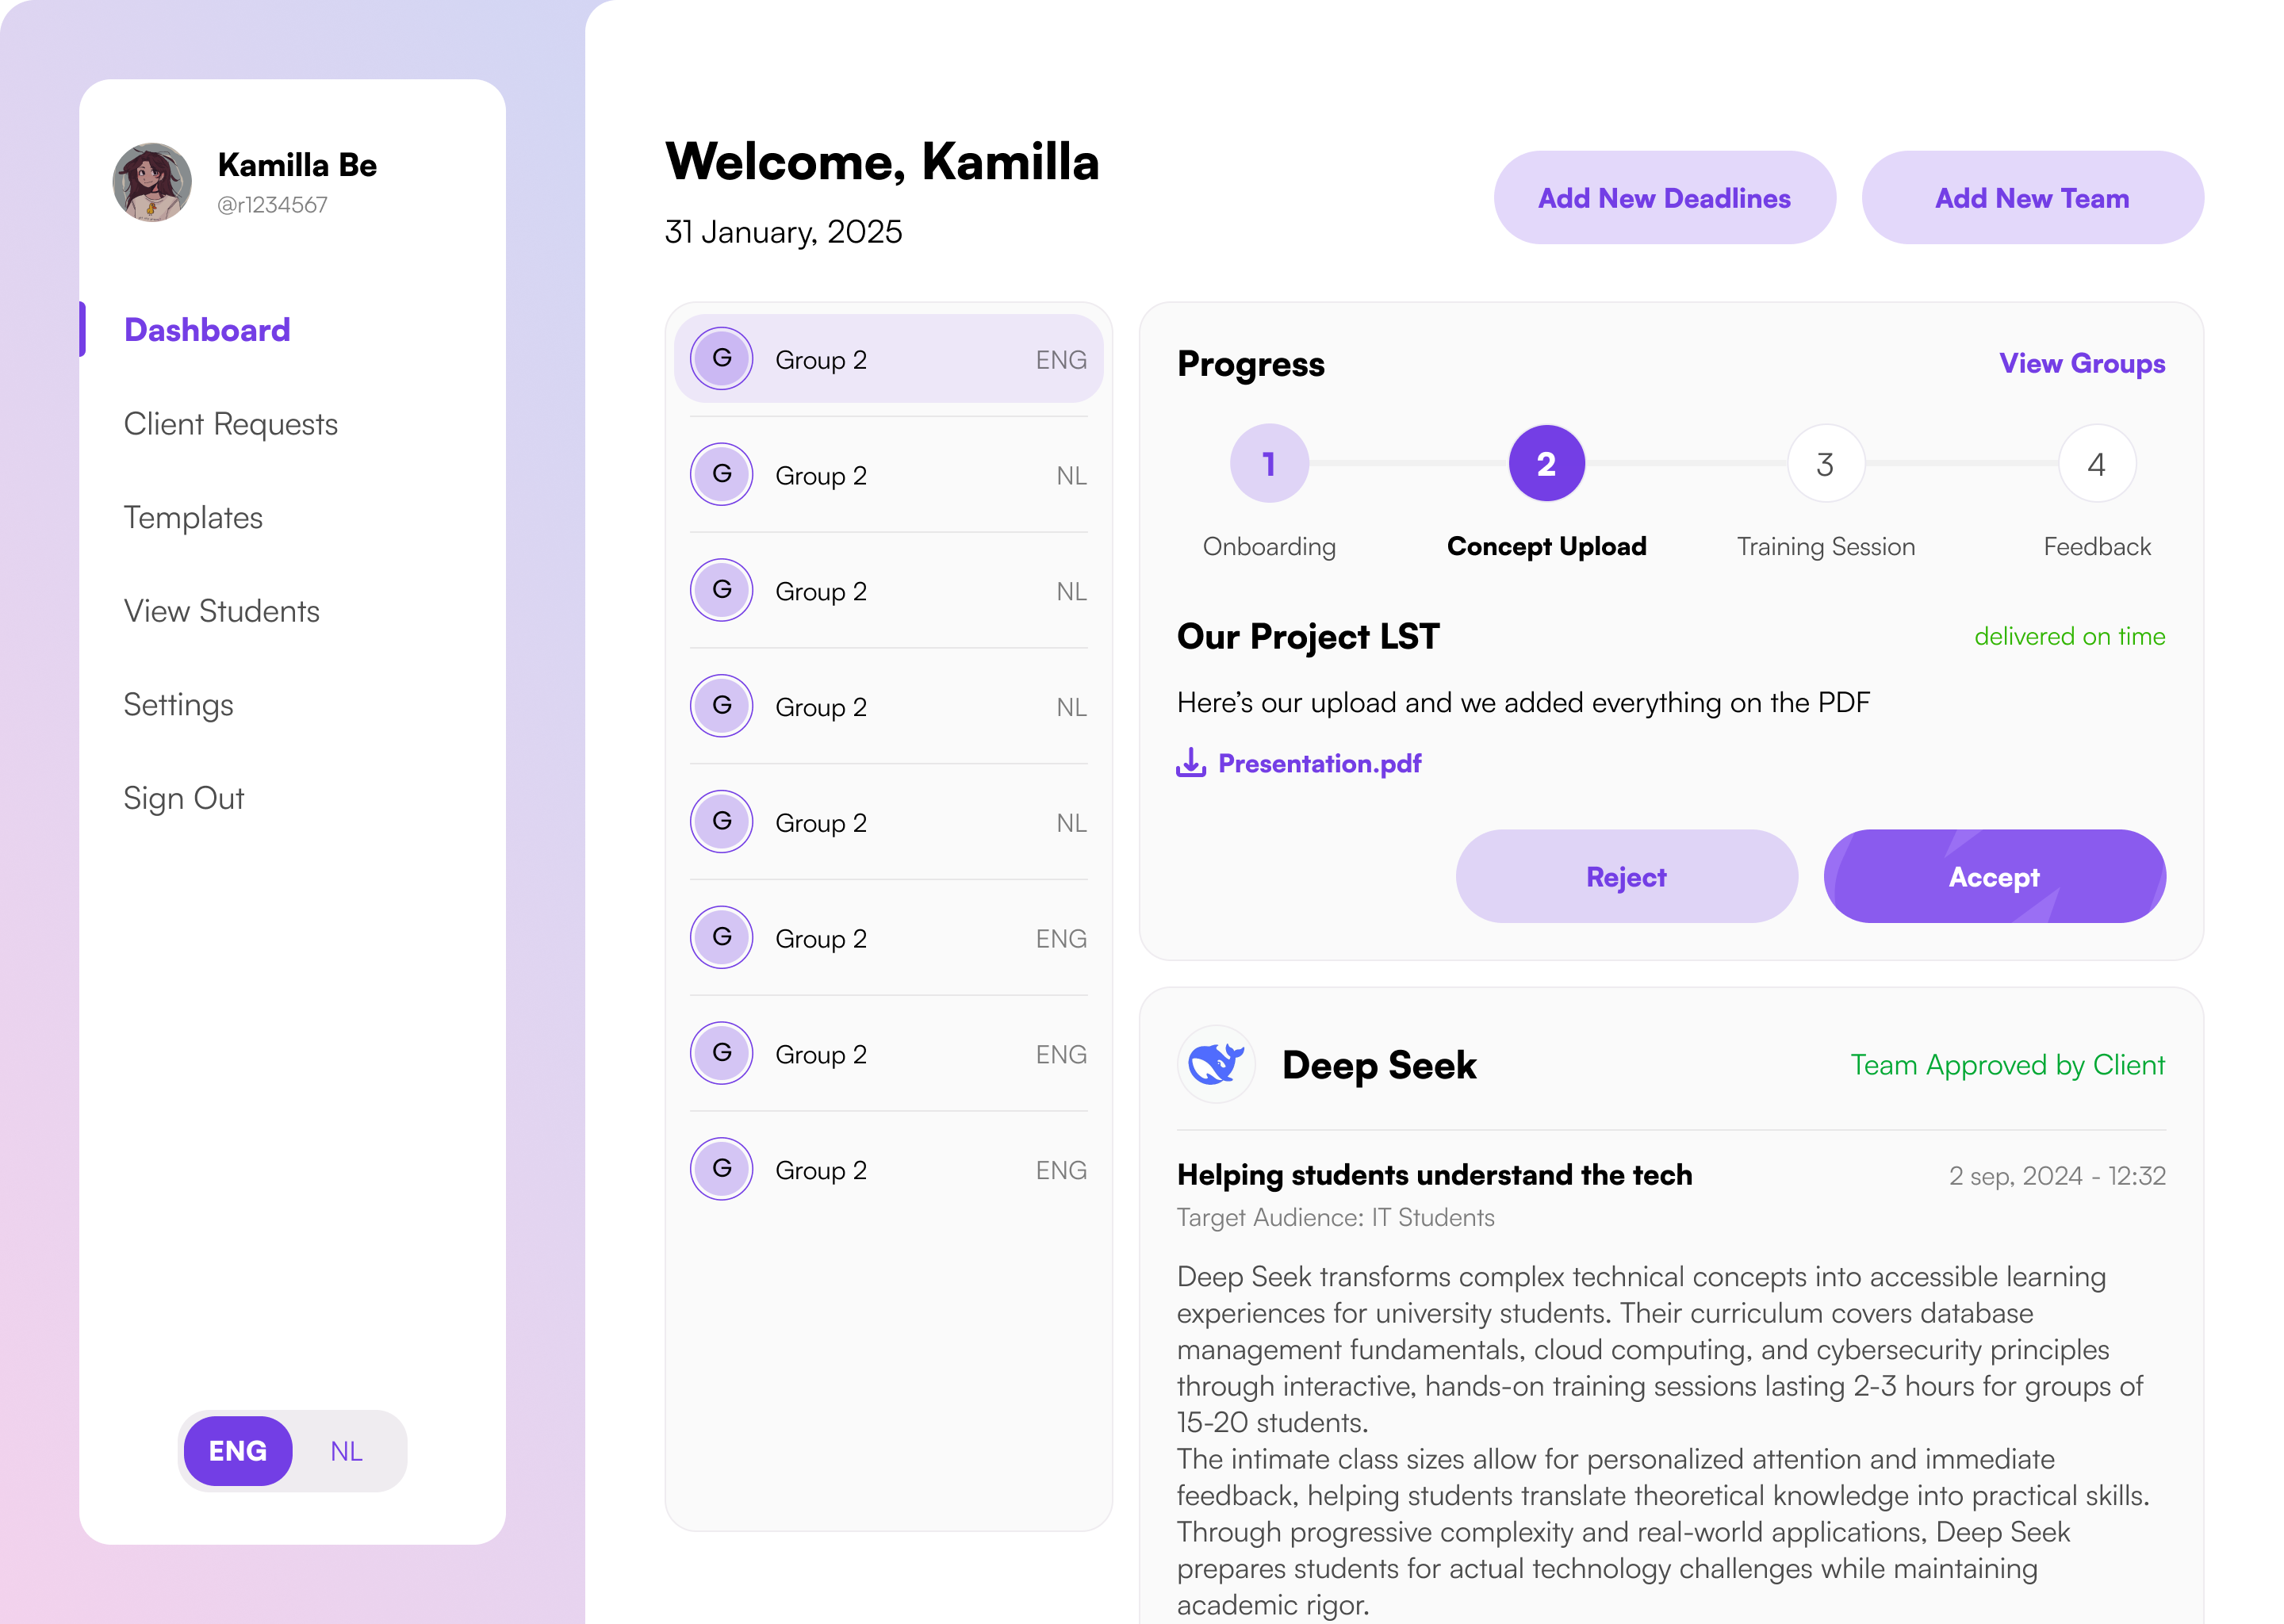 Kamilla Be
@r1234567
Dashboard
Client Requests
Templates
View Students
Settings
Sign Out
ENG NL
Welcome, Kamilla
31 January, 2025
Add New Deadlines
Add New Team
G Group 2 ENG
G Group 2 NL
G Group 2 NL
G Group 2 NL
G Group 2 NL
G Group 2 ENG
G Group 2 ENG
G Group 2 ENG
Progress
View Groups
1 2 3 4
Onboarding Concept Upload Training Session Feedback
Our Project LST
delivered on time
Here’s our upload and we added everything on the PDF
Presentation.pdf
Reject
Accept
Deep Seek
Team Approved by Client
Helping students understand the tech
2 sep, 2024 - 12:32
Target Audience: IT Students
Deep Seek transforms complex technical concepts into accessible learning
experiences for university students. Their curriculum covers database
management fundamentals, cloud computing, and cybersecurity principles
through interactive, hands-on training sessions lasting 2-3 hours for groups of
15-20 students.
The intimate class sizes allow for personalized attention and immediate
feedback, helping students translate theoretical knowledge into practical skills.
Through progressive complexity and real-world applications, Deep Seek
prepares students for actual technology challenges while maintaining
academic rigor.